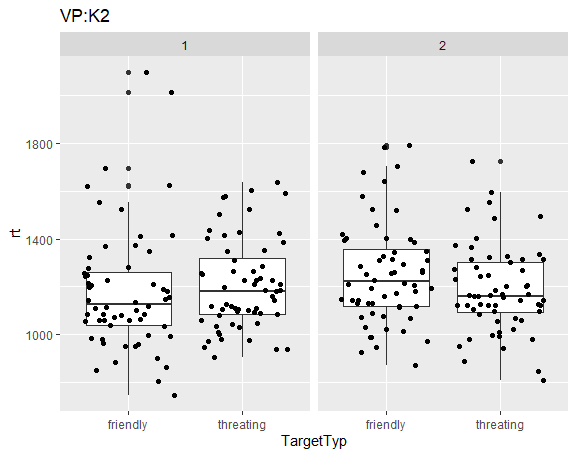 VP:K2
1 2
rt
1800
1400
1000
friendly threating friendly threating
TargetTyp